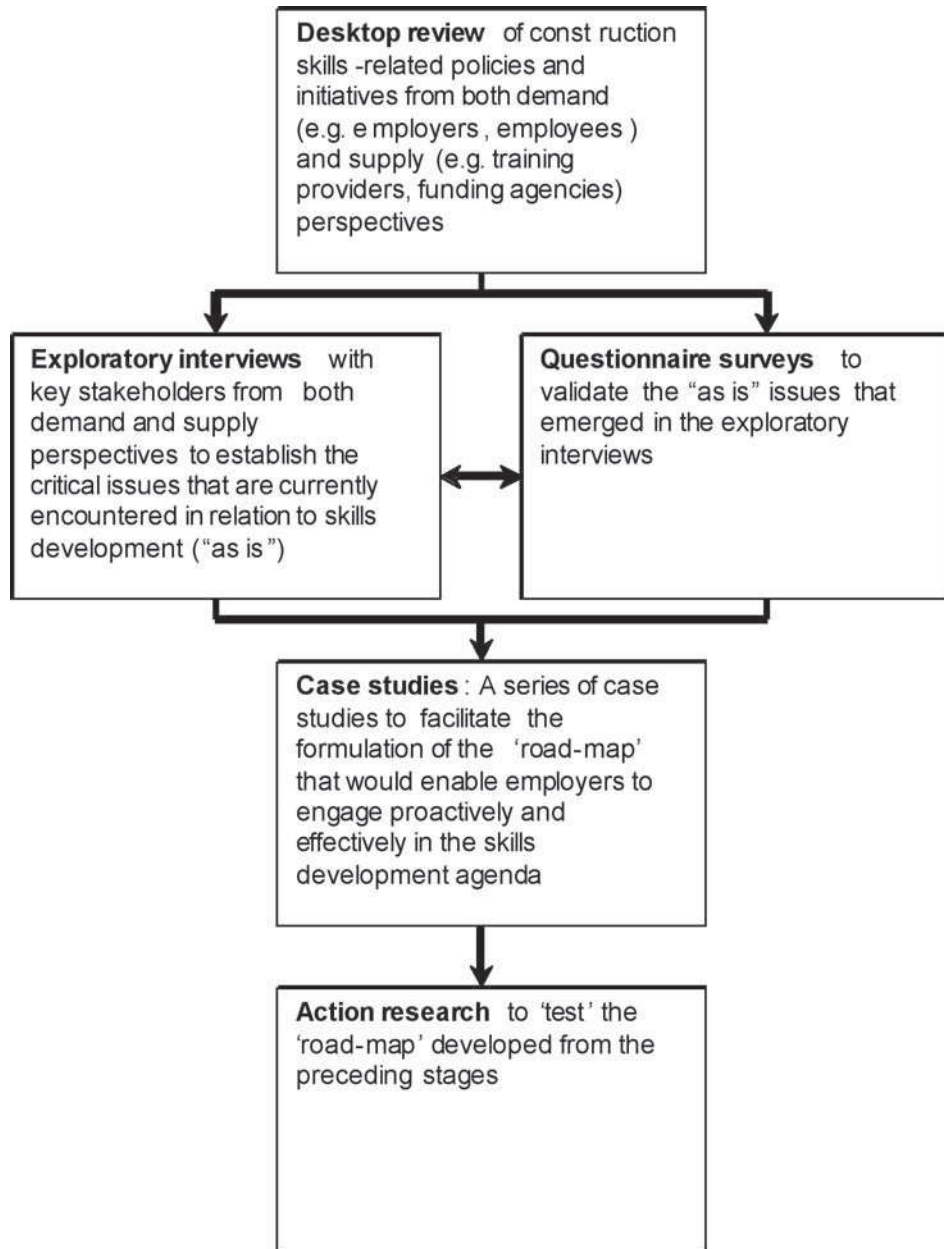 Desktop review of const ruction
skills -related policies and
initiatives from both demand
(e.g. e mployers , employees )
and supply (e.g. training
providers, funding agencies)
perspectives
Exploratory interviews with
key stakeholders from both
demand and supply
perspectives to establish the
critical issues that are currently
encountered in relation to skills
development (“as is”)
Questionnaire surveys to
validate the “as is” issues that
emerged in the exploratory
interviews
Case studies : A series of case
studies to facilitate the
formulation of the ‘road-map’
that would enable employers to
engage proactively and
effectively in the skills
development agenda
Action research to ‘test’ the
‘road-map’ developed from the
preceding stages